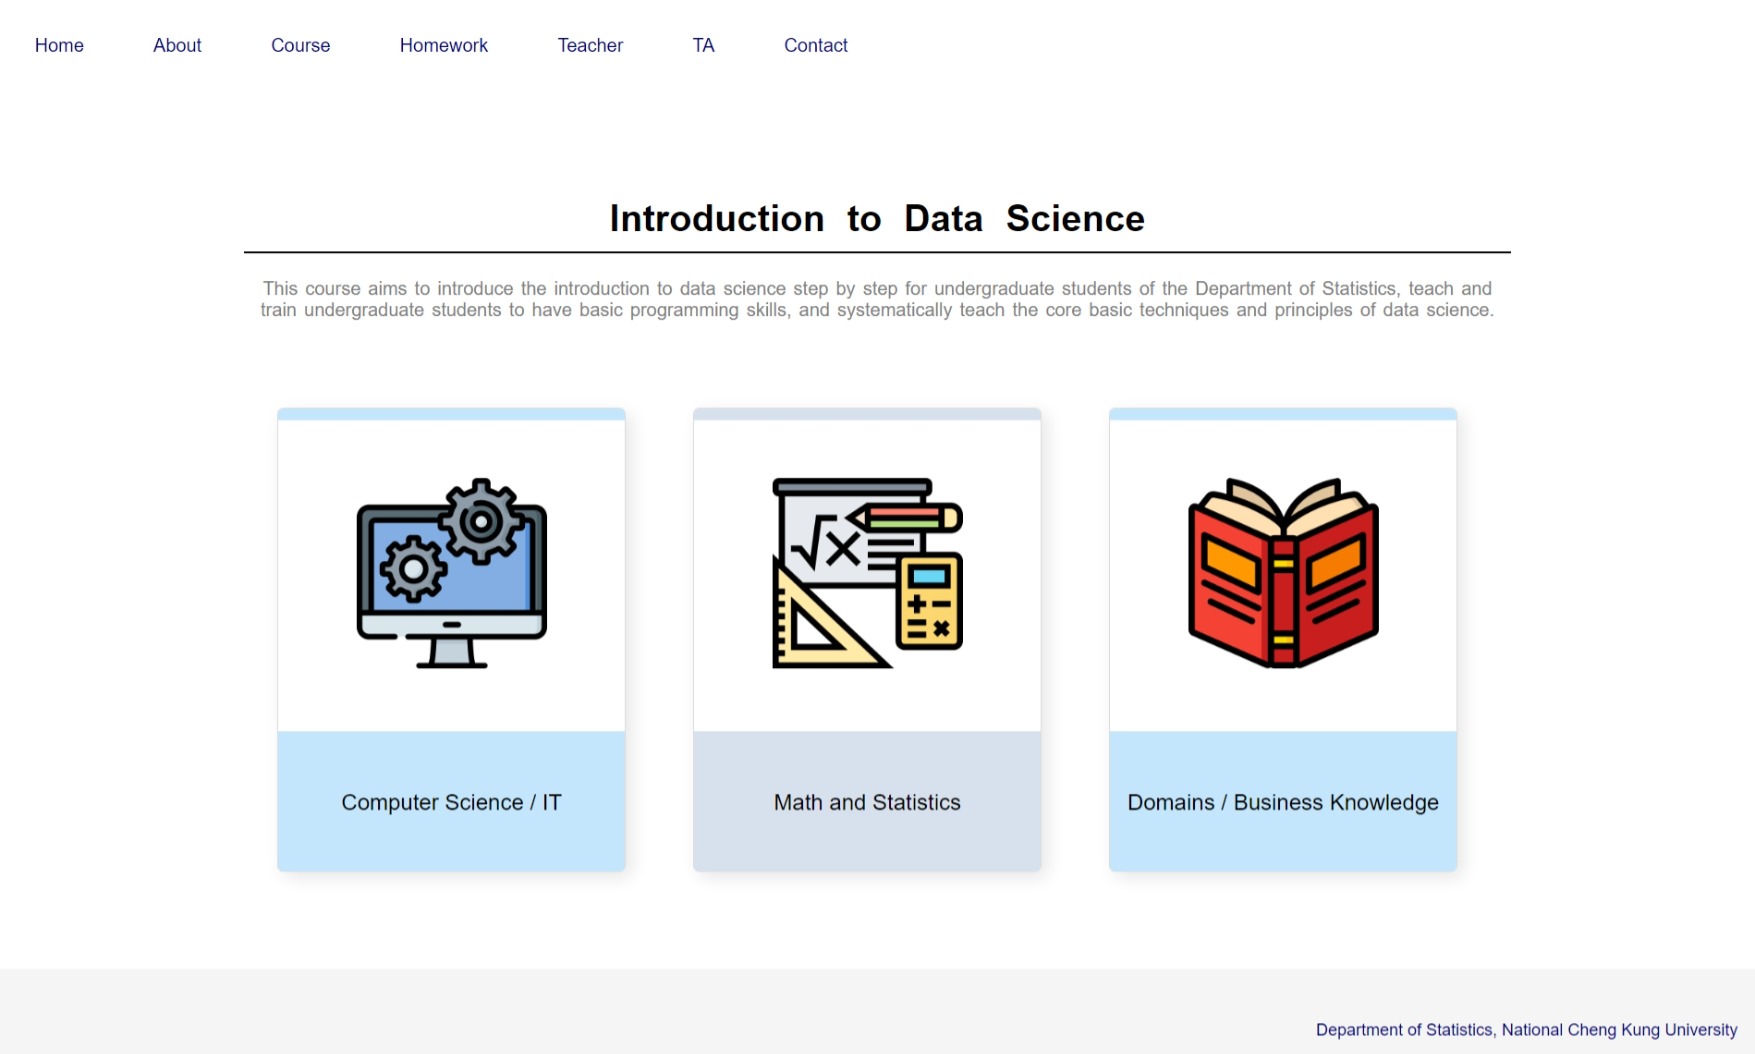 Home About Course Homework Teacher TA Contact
Introduction to Data Science
This course aims to introduce the introduction to data science step by step for undergraduate students of the Department of Statistics, teach and
train undergraduate students to have basic programming skills, and systematically teach the core basic techniques and principles of data science.
Computer Science / IT
Math and Statistics
Domains / Business Knowledge
Department of Statistics, National Cheng Kung University